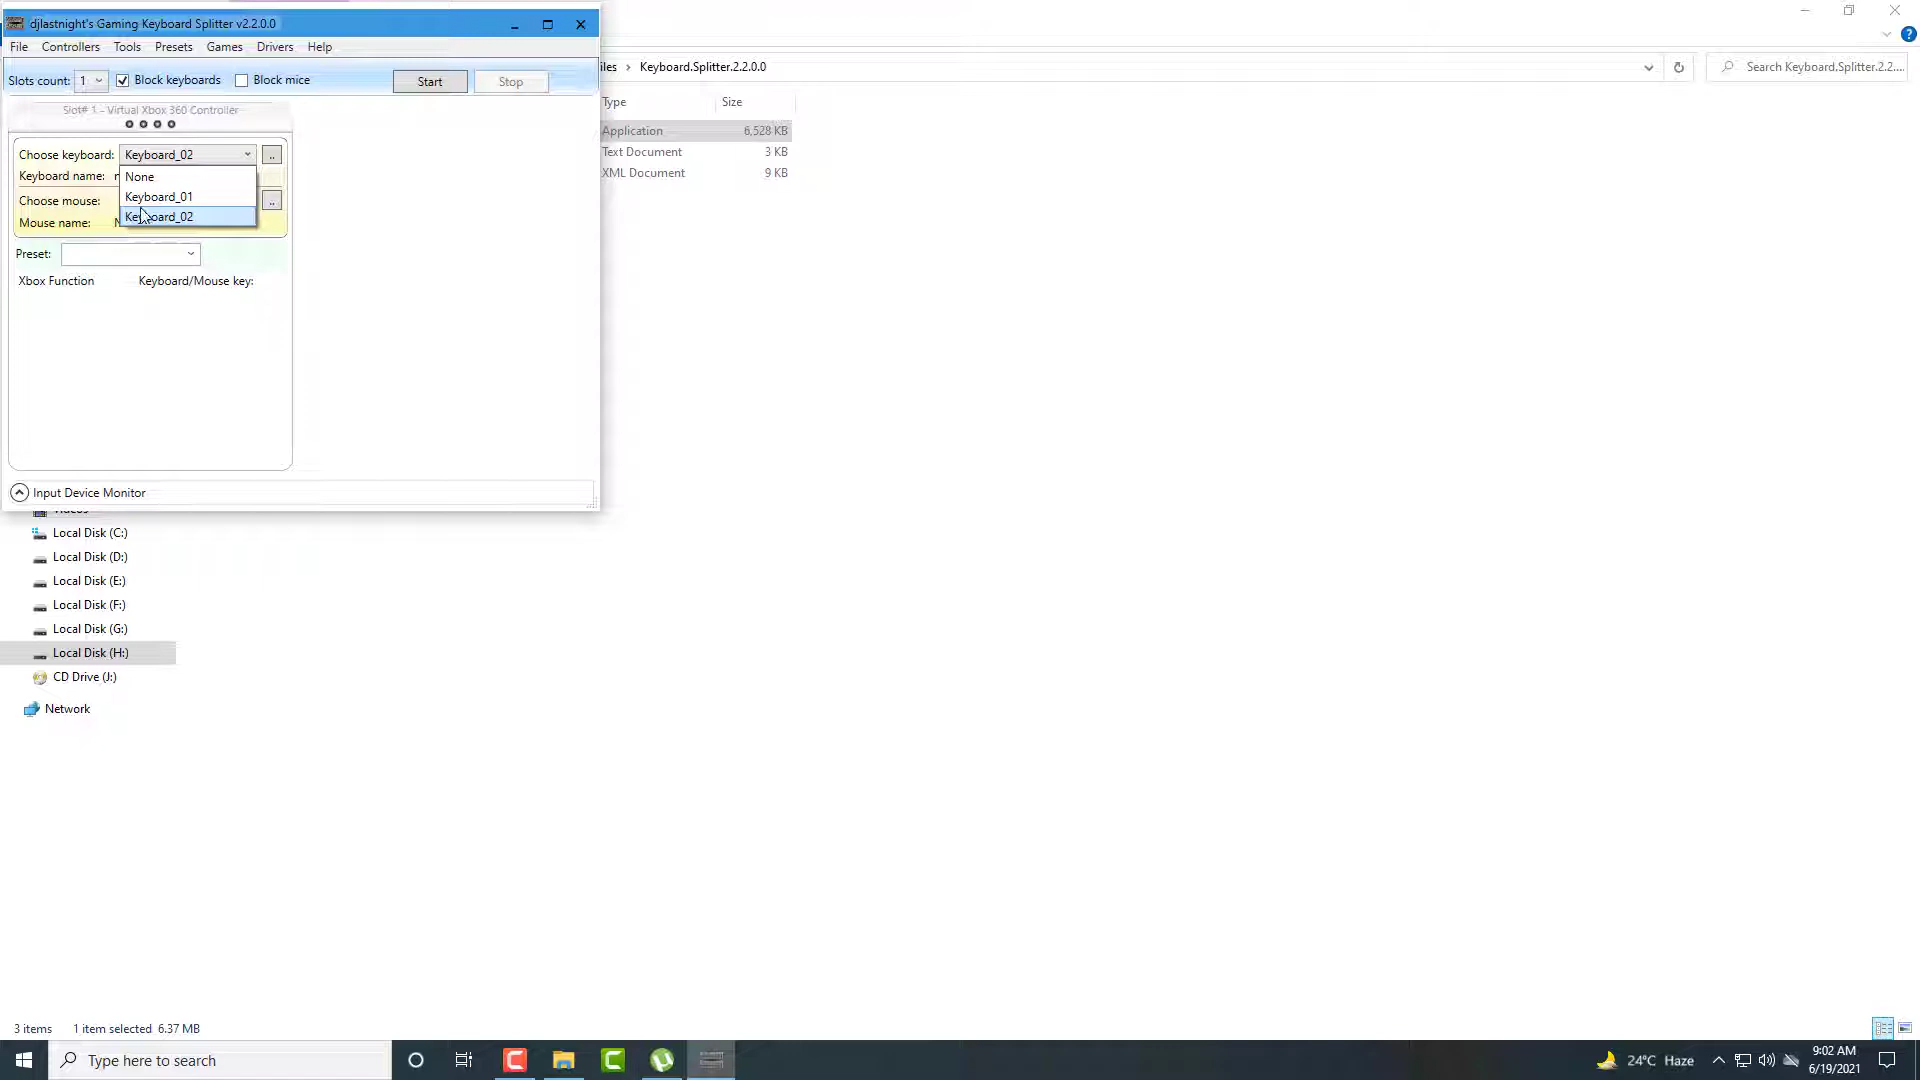 djlastnight's Gaming Keyboard Splitter v2.2.0.0
File Controllers Tools Presets Games Drivers Help
Slots count: 1 Block keyboards Block mice Start Stop
Slot# 1 - Virtual Xbox 360 Controller
Choose keyboard: Keyboard_02 ..
Keyboard name:
None
Keyboard_01
Choose mouse: ..
Keyboard_02
Mouse name:
Preset:
Xbox Function Keyboard/Mouse key:
Input Device Monitor
iles › Keyboard.Splitter.2.2.0.0
Search Keyboard.Splitter.2.2....
Type Size
Application 6,528 KB
Text Document 3 KB
XML Document 9 KB
Videos
Local Disk (C:)
Local Disk (D:)
Local Disk (E:)
Local Disk (F:)
Local Disk (G:)
Local Disk (H:)
CD Drive (J:)
Network
3 items 1 item selected 6.37 MB
Type here to search
24°C Haze
9:02 AM
6/19/2021